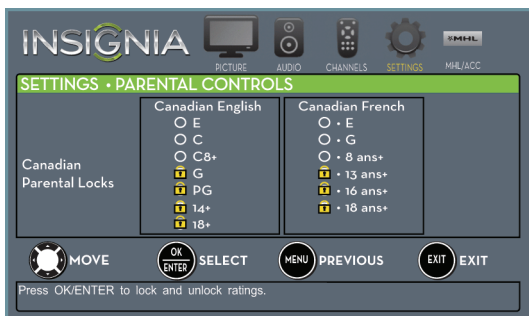 INSIGNIA
PICTURE
AUDIO
CHANNELS
SETTINGS
MHL
MHL/ACC
SETTINGS • PARENTAL CONTROLS
Canadian
Parental Locks
Canadian English
E
C
C8+
G
PG
14+
18+
Canadian French
• E
• G
• 8 ans+
• 13 ans+
• 16 ans+
• 18 ans+
MOVE
OK
ENTER
SELECT
MENU
PREVIOUS
EXIT
EXIT
Press OK/ENTER to lock and unlock ratings.